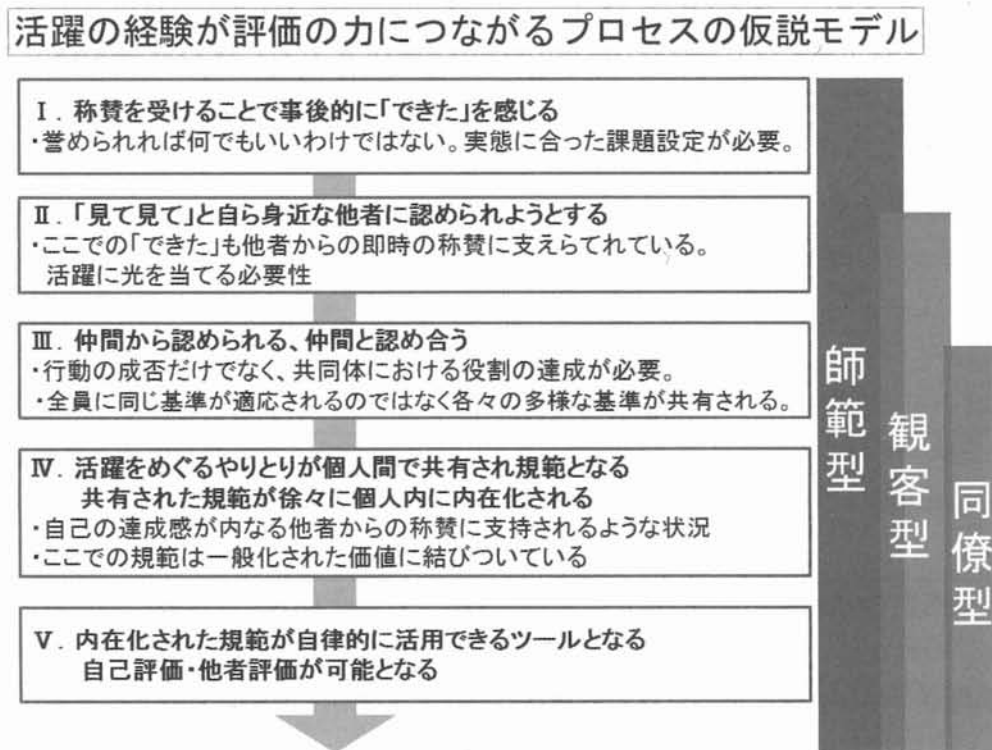 活躍の経験が評価の力につながるプロセスの仮説モデル
Ⅰ．称賛を受けることで事後的に「できた」を感じる
・誉められれば何でもいいわけではない。実態に合った課題設定が必要。
Ⅱ．「見て見て」と自ら身近な他者に認められようとする
・ここでの「できた」も他者からの即時の称賛に支えらてれている。
活躍に光を当てる必要性
Ⅲ．仲間から認められる、仲間と認め合う
・行動の成否だけでなく、共同体における役割の達成が必要。
・全員に同じ基準が適応されるのではなく各々の多様な基準が共有される。
Ⅳ．活躍をめぐるやりとりが個人間で共有され規範となる
共有された規範が徐々に個人内に内在化される
・自己の達成感が内なる他者からの称賛に支持されるような状況
・ここでの規範は一般化された価値に結びついている
Ⅴ．内在化された規範が自律的に活用できるツールとなる
自己評価・他者評価が可能となる
師範型
観客型
同僚型